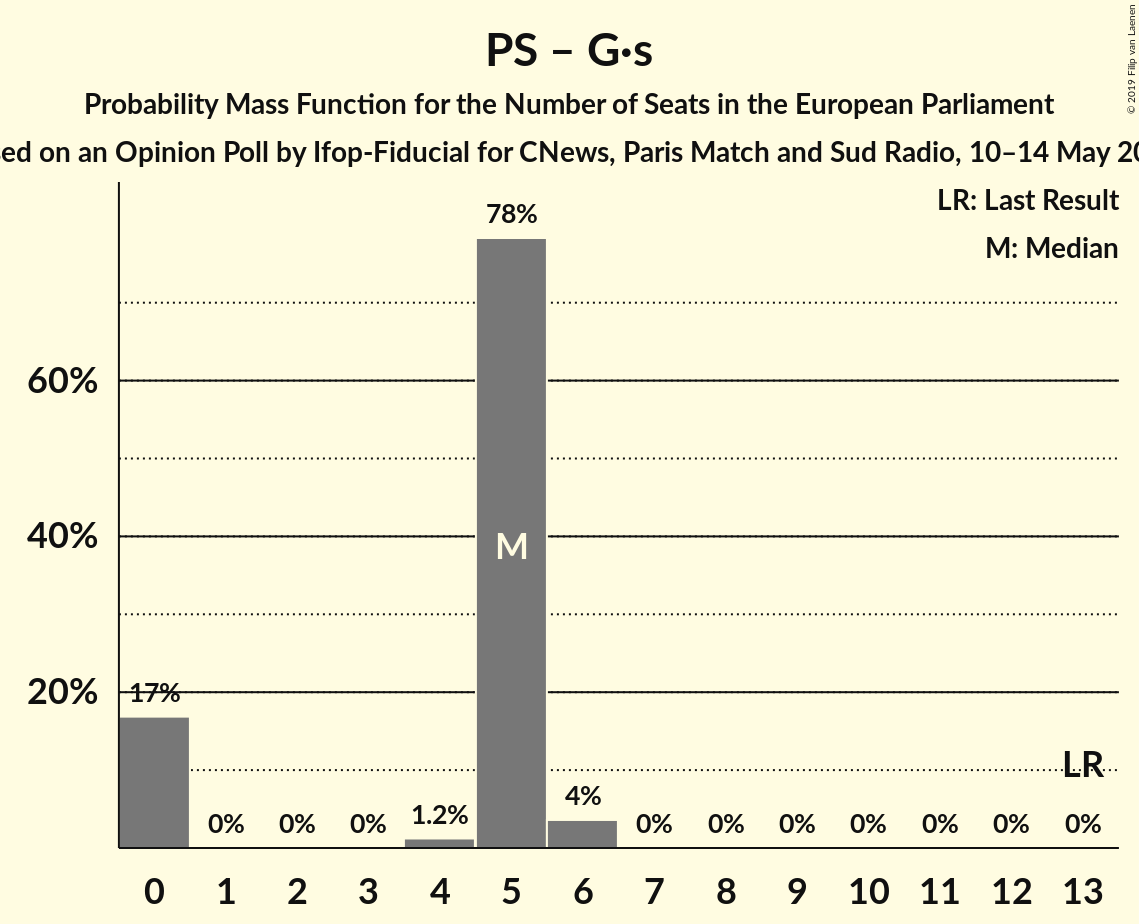 PS – G·s
Probability Mass Function for the Number of Seats in the European Parliament
on an Opinion Poll by Ifop-Fiducial for CNews, Paris Match and Sud Radio, 10–14 May
© 2019 Filip van Laenen
LR: Last Result
M: Median
78%
60%
40%
M
20%
17%
LR
4%
1.2%
0% 0% 0% 0% 0% 0% 0% 0% 0% 0%
0 1 2 3 4 5 6 7 8 9 10 11 12 13